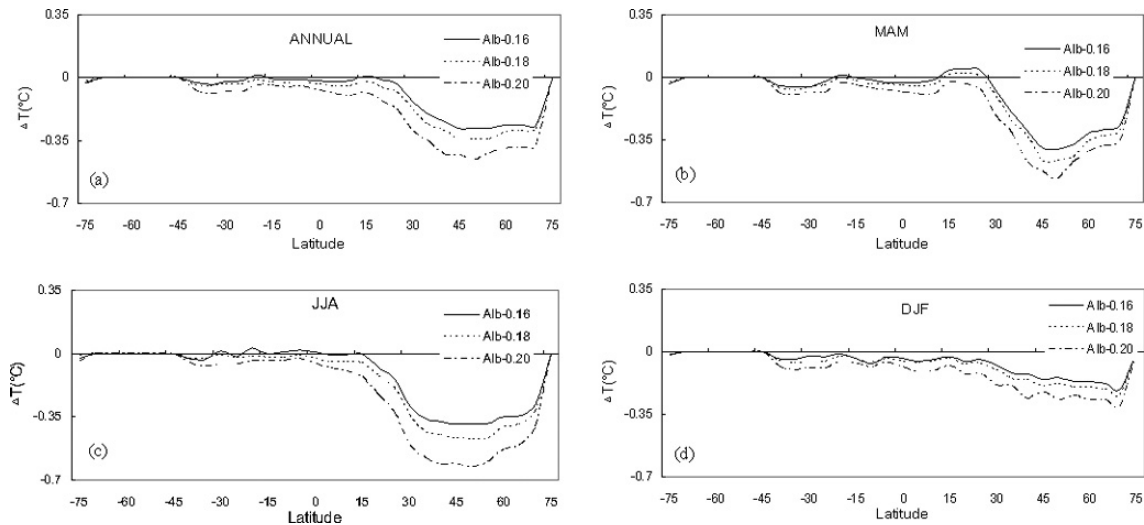 0.35
ANNUAL
Alb-0.16
Alb-0.18
Alb-0.20
0
-0.35
-0.7
ΔT(°C)
(a)
-75 -60 -45 -30 -15 0 15 30 45 60 75
Latitude
0.35
MAM
Alb-0.16
Alb-0.18
Alb-0.20
0
-0.35
-0.7
ΔT(°C)
(b)
-75 -60 -45 -30 -15 0 15 30 45 60 75
Latitude
0.35
JJA
Alb-0.16
Alb-0.18
Alb-0.20
0
-0.35
-0.7
ΔT(°C)
(c)
-75 -60 -45 -30 -15 0 15 30 45 60 75
Latitude
0.35
DJF
Alb-0.16
Alb-0.18
Alb-0.20
0
-0.35
-0.7
ΔT(°C)
(d)
-75 -60 -45 -30 -15 0 15 30 45 60 75
Latitude